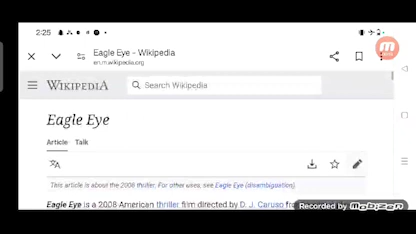 2:25
Eagle Eye - Wikipedia
en.m.wikipedia.org
WIKIPEDIA
Search Wikipedia
Eagle Eye
Article Talk
This article is about the 2008 thriller. For other uses, see Eagle Eye (disambiguation).
Eagle Eye is a 2008 American thriller film directed by D. J. Caruso
Recorded by mobizen